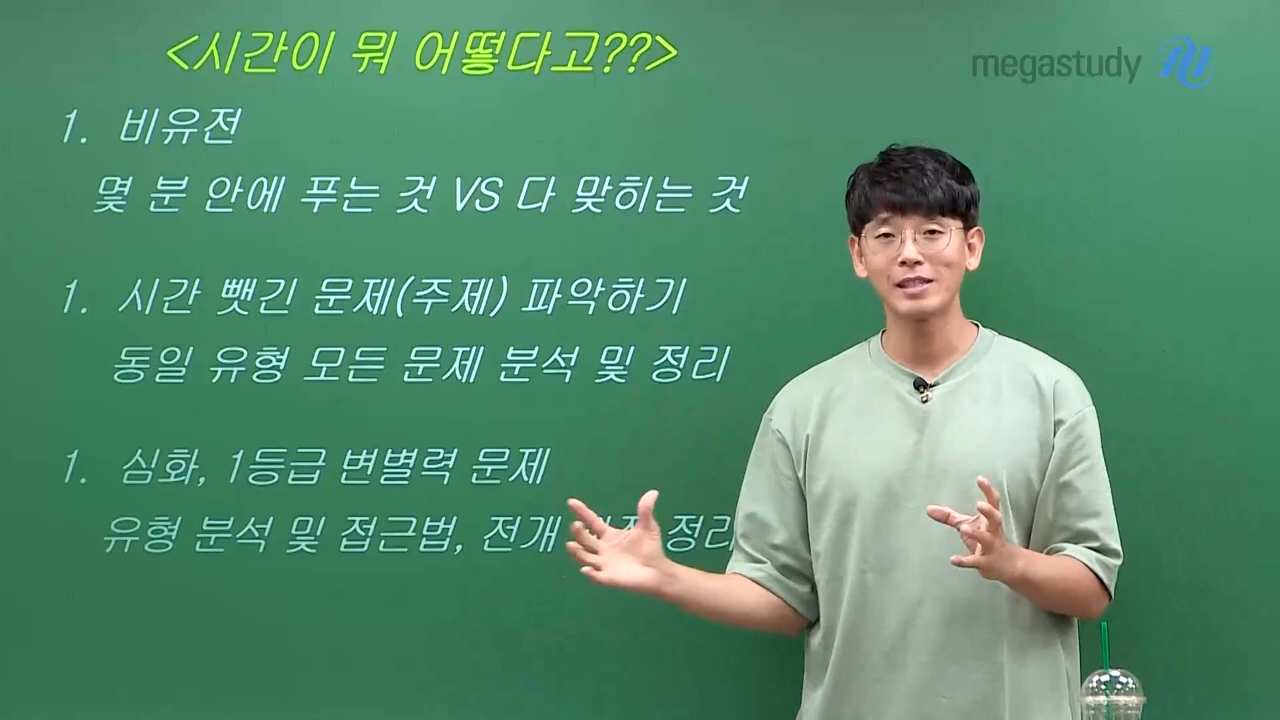 <시간이 뭐 어떻다고??>
megastudy
1. 비유전
몇 분 안에 푸는 것 VS 다 맞히는 것
1. 시간 뺏긴 문제(주제) 파악하기
동일 유형 모든 문제 분석 및 정리
1. 심화, 1등급 변별력 문제
유형 분석 및 접근법, 전개 정리